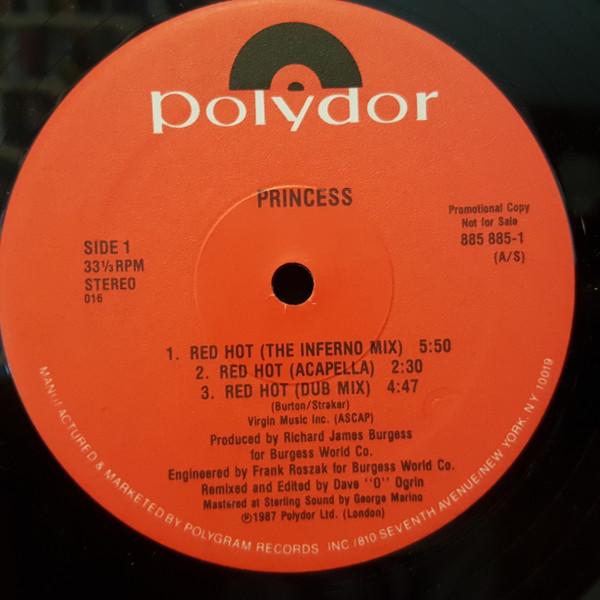 polydor
PRINCESS
SIDE 1
33⅓ RPM
STEREO
016
Promotional Copy
Not for Sale
885 885-1
(A/S)
1. RED HOT (THE INFERNO MIX) 5:50
2. RED HOT (ACAPELLA) 2:30
3. RED HOT (DUB MIX) 4:47
(Burton/Straker)
Virgin Music Inc. (ASCAP)
Produced by Richard James Burgess
for Burgess World Co.
Engineered by Frank Roszak for Burgess World Co.
Remixed and Edited by Dave "O" Ogrin
Mastered at Sterling Sound by George Marino
℗1987 Polydor Ltd. (London)
MANUFACTURED & MARKETED BY POLYGRAM RECORDS INC/810 SEVENTH AVENUE/NEW YORK, N.Y. 10019